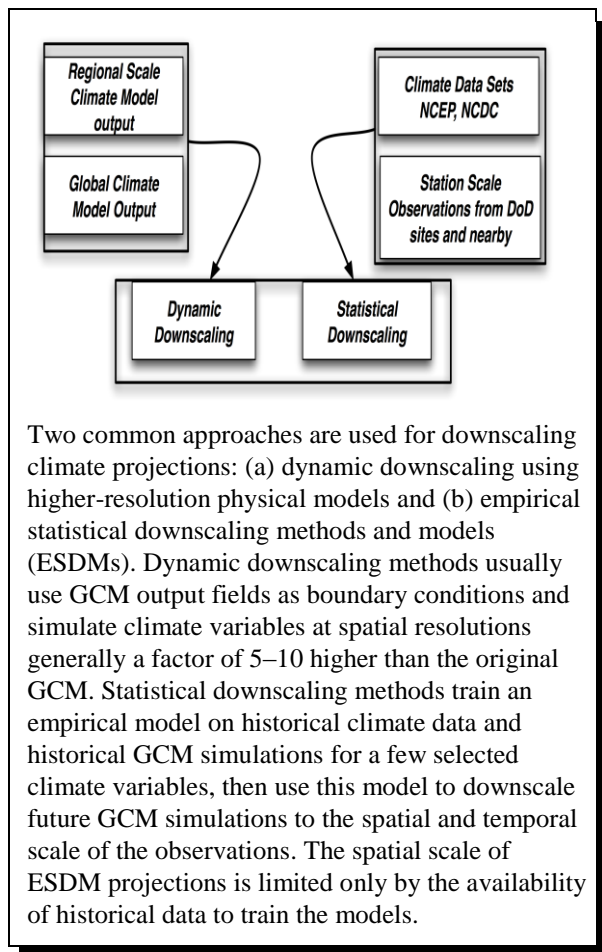 Regional Scale
Climate Model
output
Global Climate
Model Output
Climate Data Sets
NCEP, NCDC
Station Scale
Observations from DoD
sites and nearby
Dynamic
Downscaling
Statistical
Downscaling
Two common approaches are used for downscaling
climate projections: (a) dynamic downscaling using
higher-resolution physical models and (b) empirical
statistical downscaling methods and models
(ESDMs). Dynamic downscaling methods usually
use GCM output fields as boundary conditions and
simulate climate variables at spatial resolutions
generally a factor of 5–10 higher than the original
GCM. Statistical downscaling methods train an
empirical model on historical climate data and
historical GCM simulations for a few selected
climate variables, then use this model to downscale
future GCM simulations to the spatial and temporal
scale of the observations. The spatial scale of
ESDM projections is limited only by the availability
of historical data to train the models.